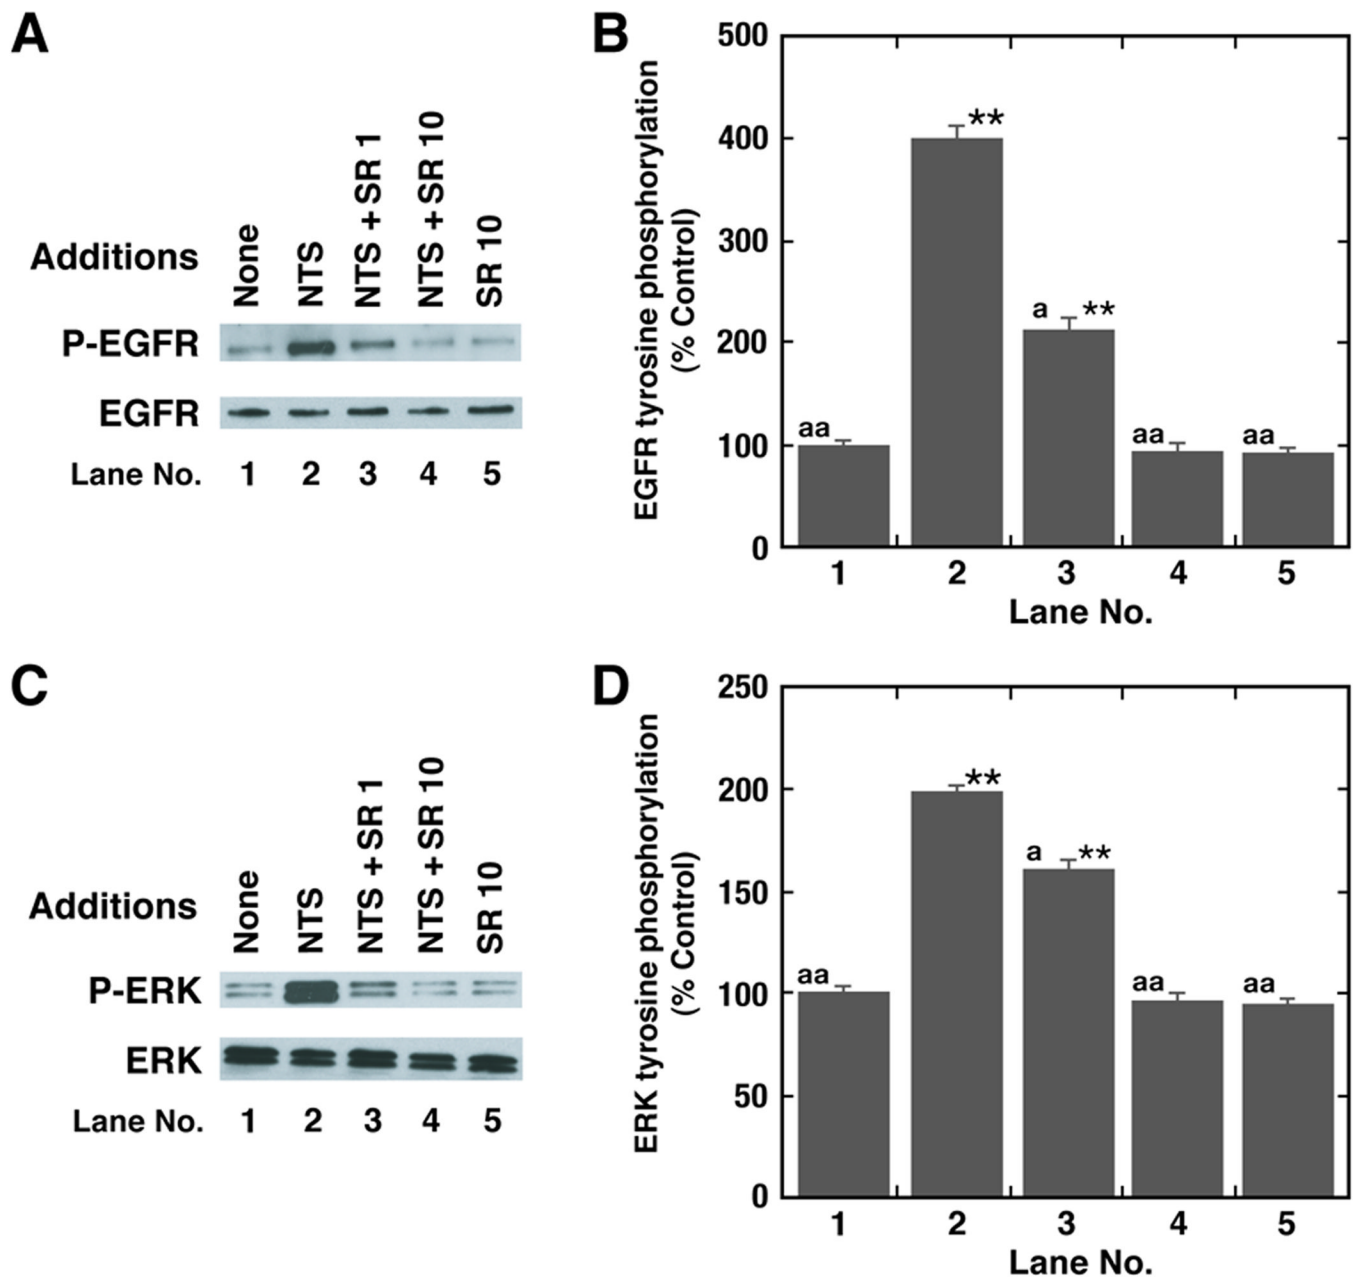 A
Additions
None
NTS
NTS + SR 1
NTS + SR 10
SR 10
P-EGFR
EGFR
Lane No. 1 2 3 4 5
B
EGFR tyrosine phosphorylation
(% Control)
500
400
300
200
100
0
aa
**
a **
aa
aa
1 2 3 4 5
Lane No.
C
Additions
None
NTS
NTS + SR 1
NTS + SR 10
SR 10
P-ERK
ERK
Lane No. 1 2 3 4 5
D
ERK tyrosine phosphorylation
(% Control)
250
200
150
100
50
0
aa
**
a **
aa
aa
1 2 3 4 5
Lane No.